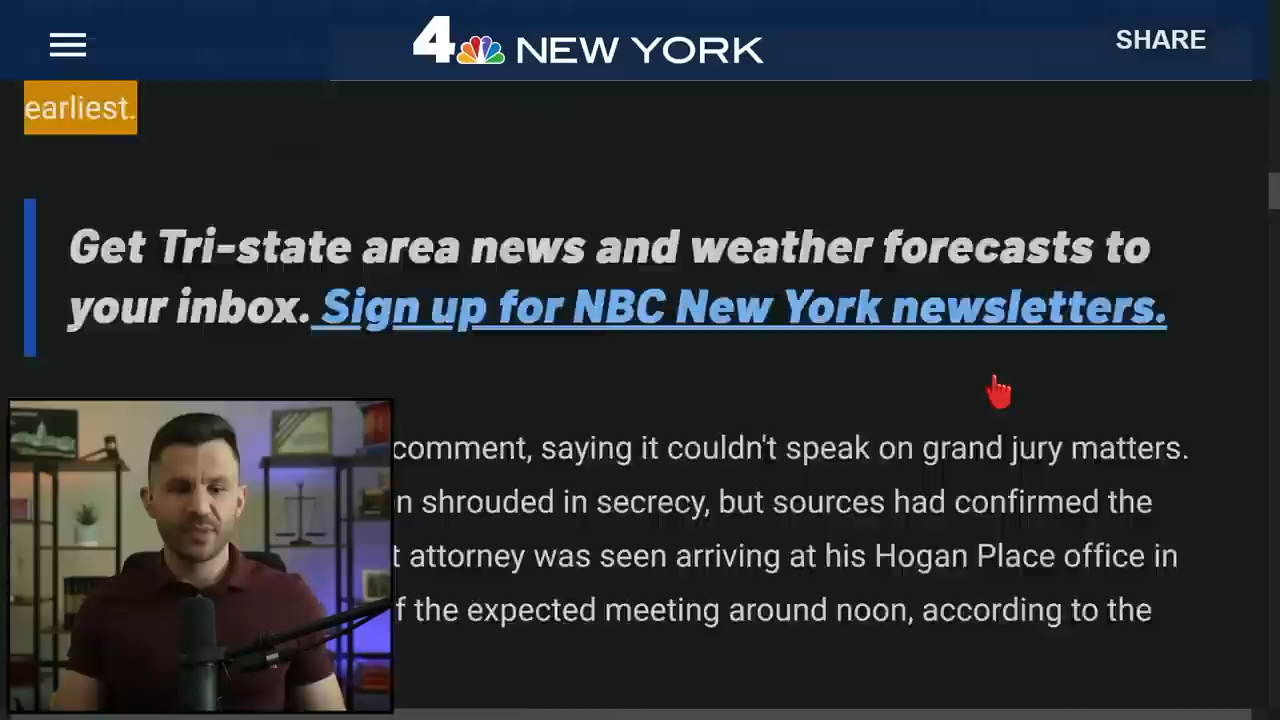 4 NEW YORK
SHARE
earliest.
Get Tri-state area news and weather forecasts to
your inbox. Sign up for NBC New York newsletters.
comment, saying it couldn't speak on grand jury matters.
n shrouded in secrecy, but sources had confirmed the
t attorney was seen arriving at his Hogan Place office in
f the expected meeting around noon, according to the